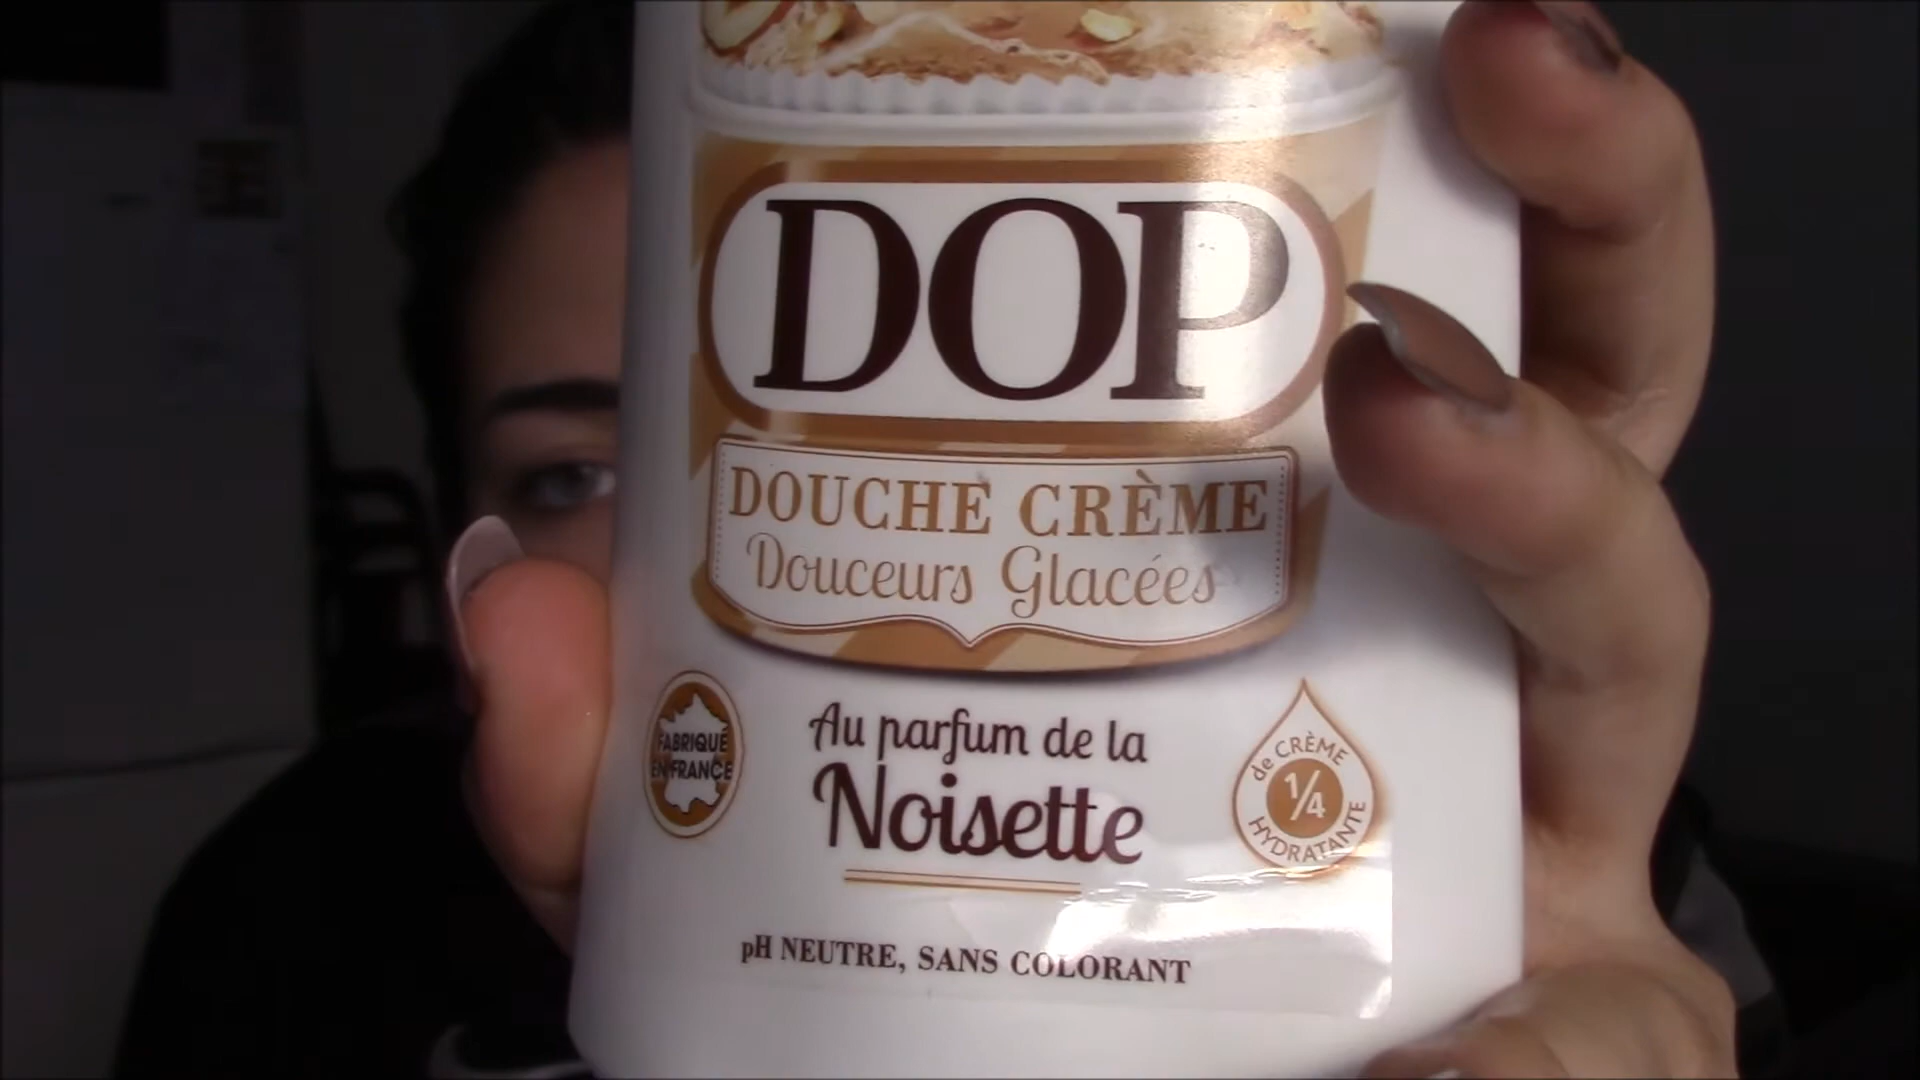 DOP
DOUCHE CRÈME
Douceurs Glacées
FABRIQUÉ
EN FRANCE
Au parfum de la
Noisette
de CRÈME
1/4
HYDRATANTE
pH NEUTRE, SANS COLORANT